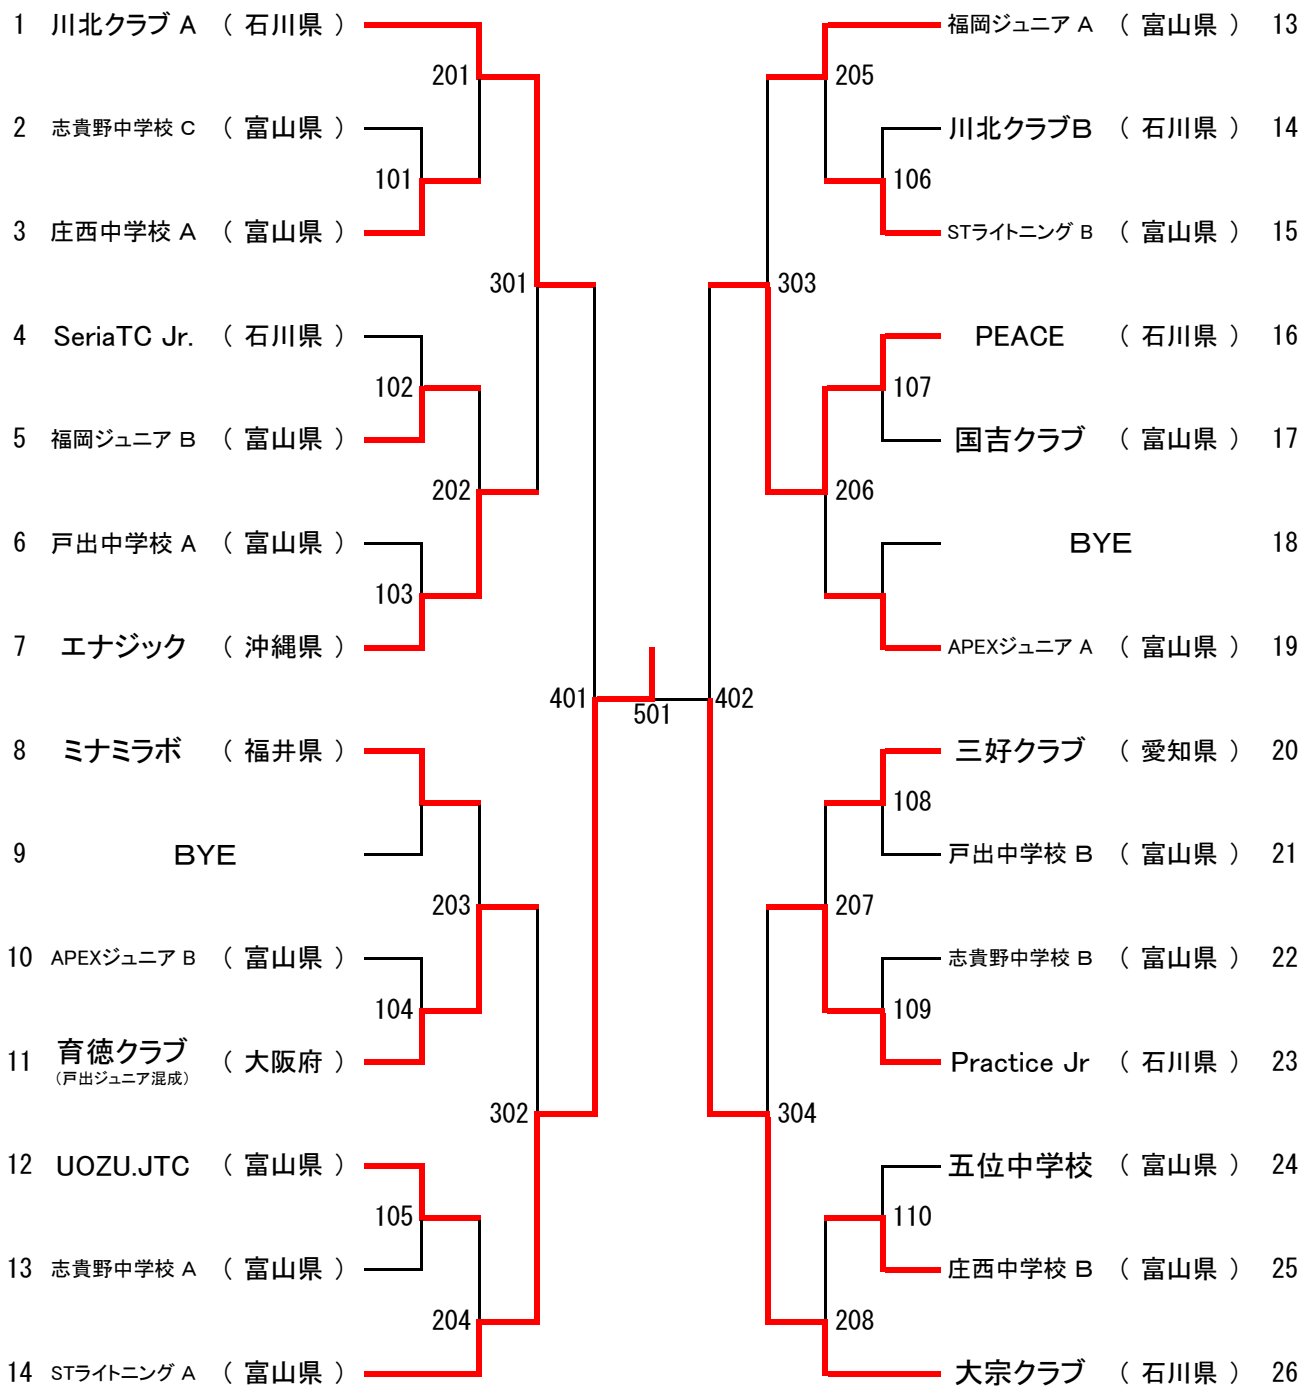 1 川北クラブ A ( 石川県 )
201
2 志貴野中学校 C ( 富山県 )
101
3 庄西中学校 A ( 富山県 )
301
4 SeriaTC Jr. ( 石川県 )
102
5 福岡ジュニア B ( 富山県 )
202
6 戸出中学校 A ( 富山県 )
103
7 エナジック ( 沖縄県 )
401
501
8 ミナミラボ ( 福井県 )
9 BYE
203
10 APEXジュニア B ( 富山県 )
104
11 育徳クラブ ( 大阪府 )
(戸出ジュニア混成)
302
12 UOZU.JTC ( 富山県 )
105
13 志貴野中学校 A ( 富山県 )
204
14 STライトニング A ( 富山県 )
福岡ジュニア A ( 富山県 ) 13
205
川北クラブB ( 石川県 ) 14
106
STライトニング B ( 富山県 ) 15
303
PEACE ( 石川県 ) 16
107
国吉クラブ ( 富山県 ) 17
206
BYE 18
APEXジュニア A ( 富山県 ) 19
402
三好クラブ ( 愛知県 ) 20
108
戸出中学校 B ( 富山県 ) 21
207
志貴野中学校 B ( 富山県 ) 22
109
Practice Jr ( 石川県 ) 23
304
五位中学校 ( 富山県 ) 24
110
庄西中学校 B ( 富山県 ) 25
208
大宗クラブ ( 石川県 ) 26